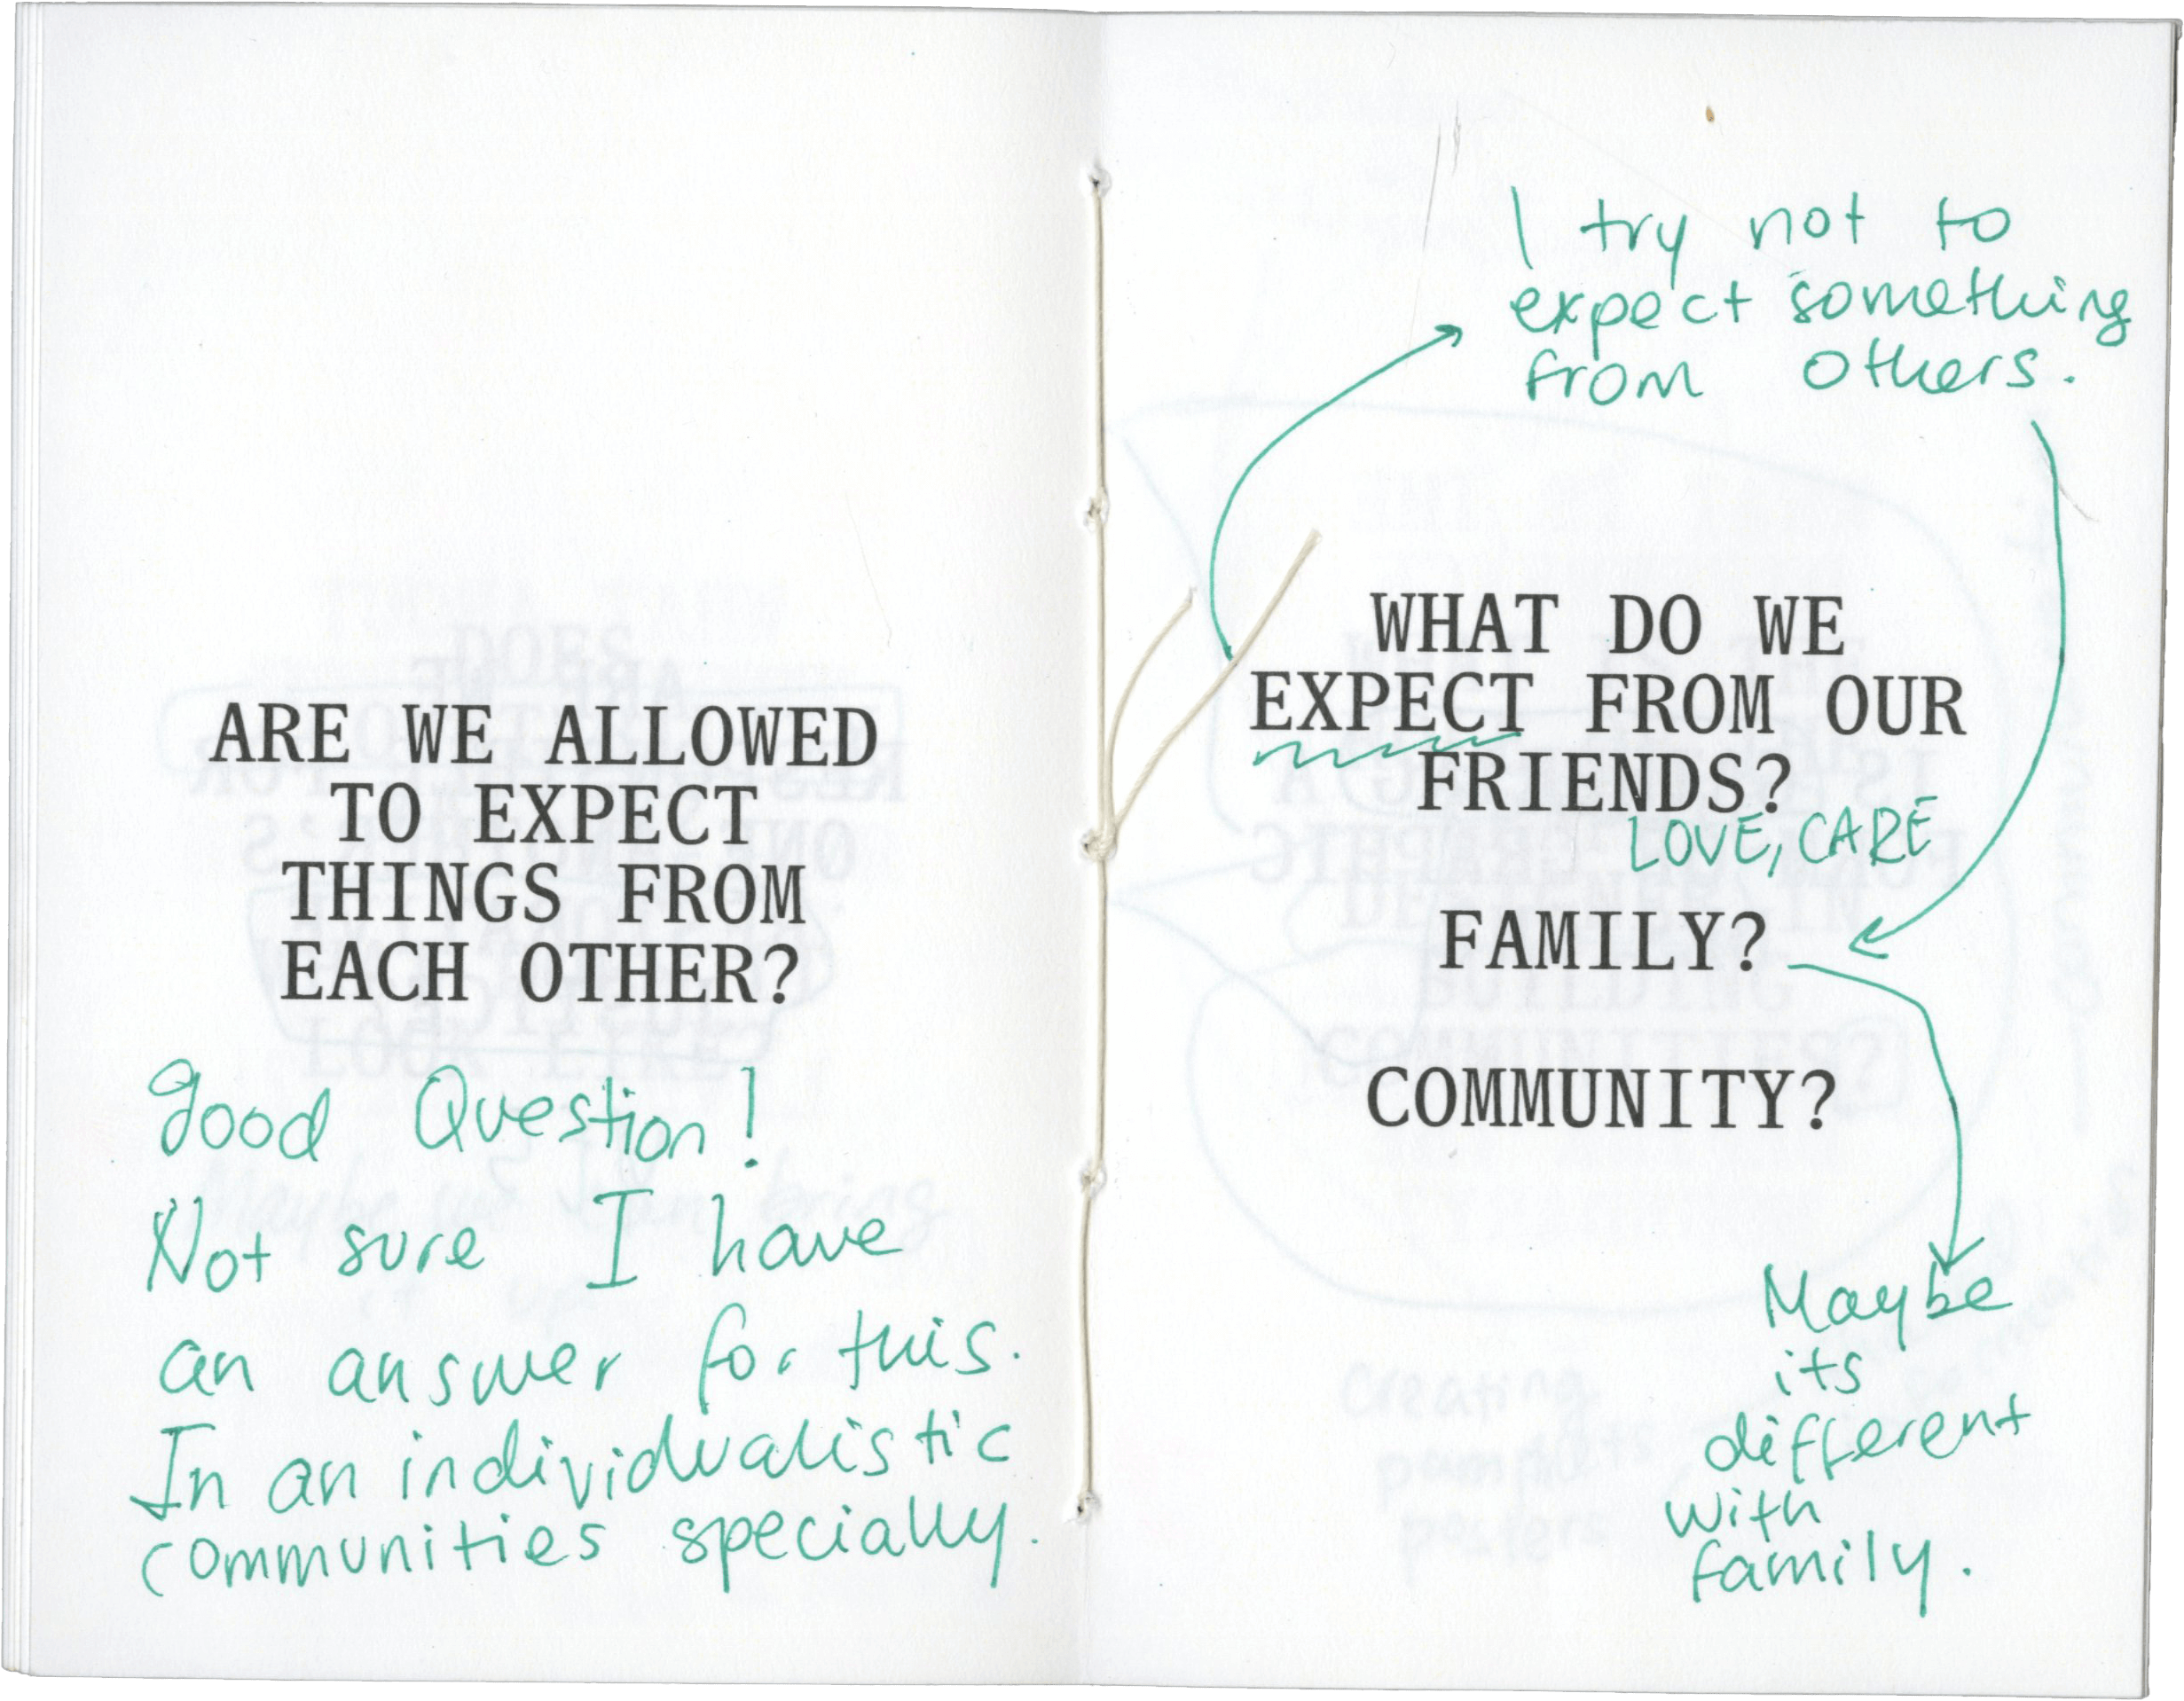 ARE WE ALLOWED
TO EXPECT
THINGS FROM
EACH OTHER?
good Question!
Not sure I have
an answer for this.
In an individualistic
communities specially.
I try not to
expect something
from others.
WHAT DO WE
EXPECT FROM OUR
FRIENDS?
LOVE, CARE
FAMILY?
COMMUNITY?
Maybe
its
different
with
family.